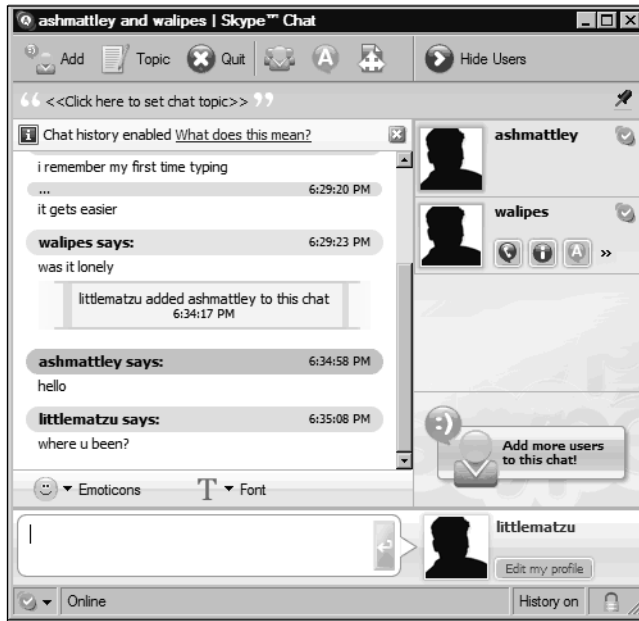 ashmattley and walipes | Skype™ Chat
Add Topic Quit Hide Users
<<Click here to set chat topic>>
Chat history enabled What does this mean?
i remember my first time typing
... 6:29:20 PM
it gets easier
walipes says: 6:29:23 PM
was it lonely
littlematzu added ashmattley to this chat
6:34:17 PM
ashmattley says: 6:34:58 PM
hello
littlematzu says: 6:35:08 PM
where u been?
Emoticons Font
ashmattley
walipes
Add more users
to this chat!
littlematzu
Edit my profile
Online History on